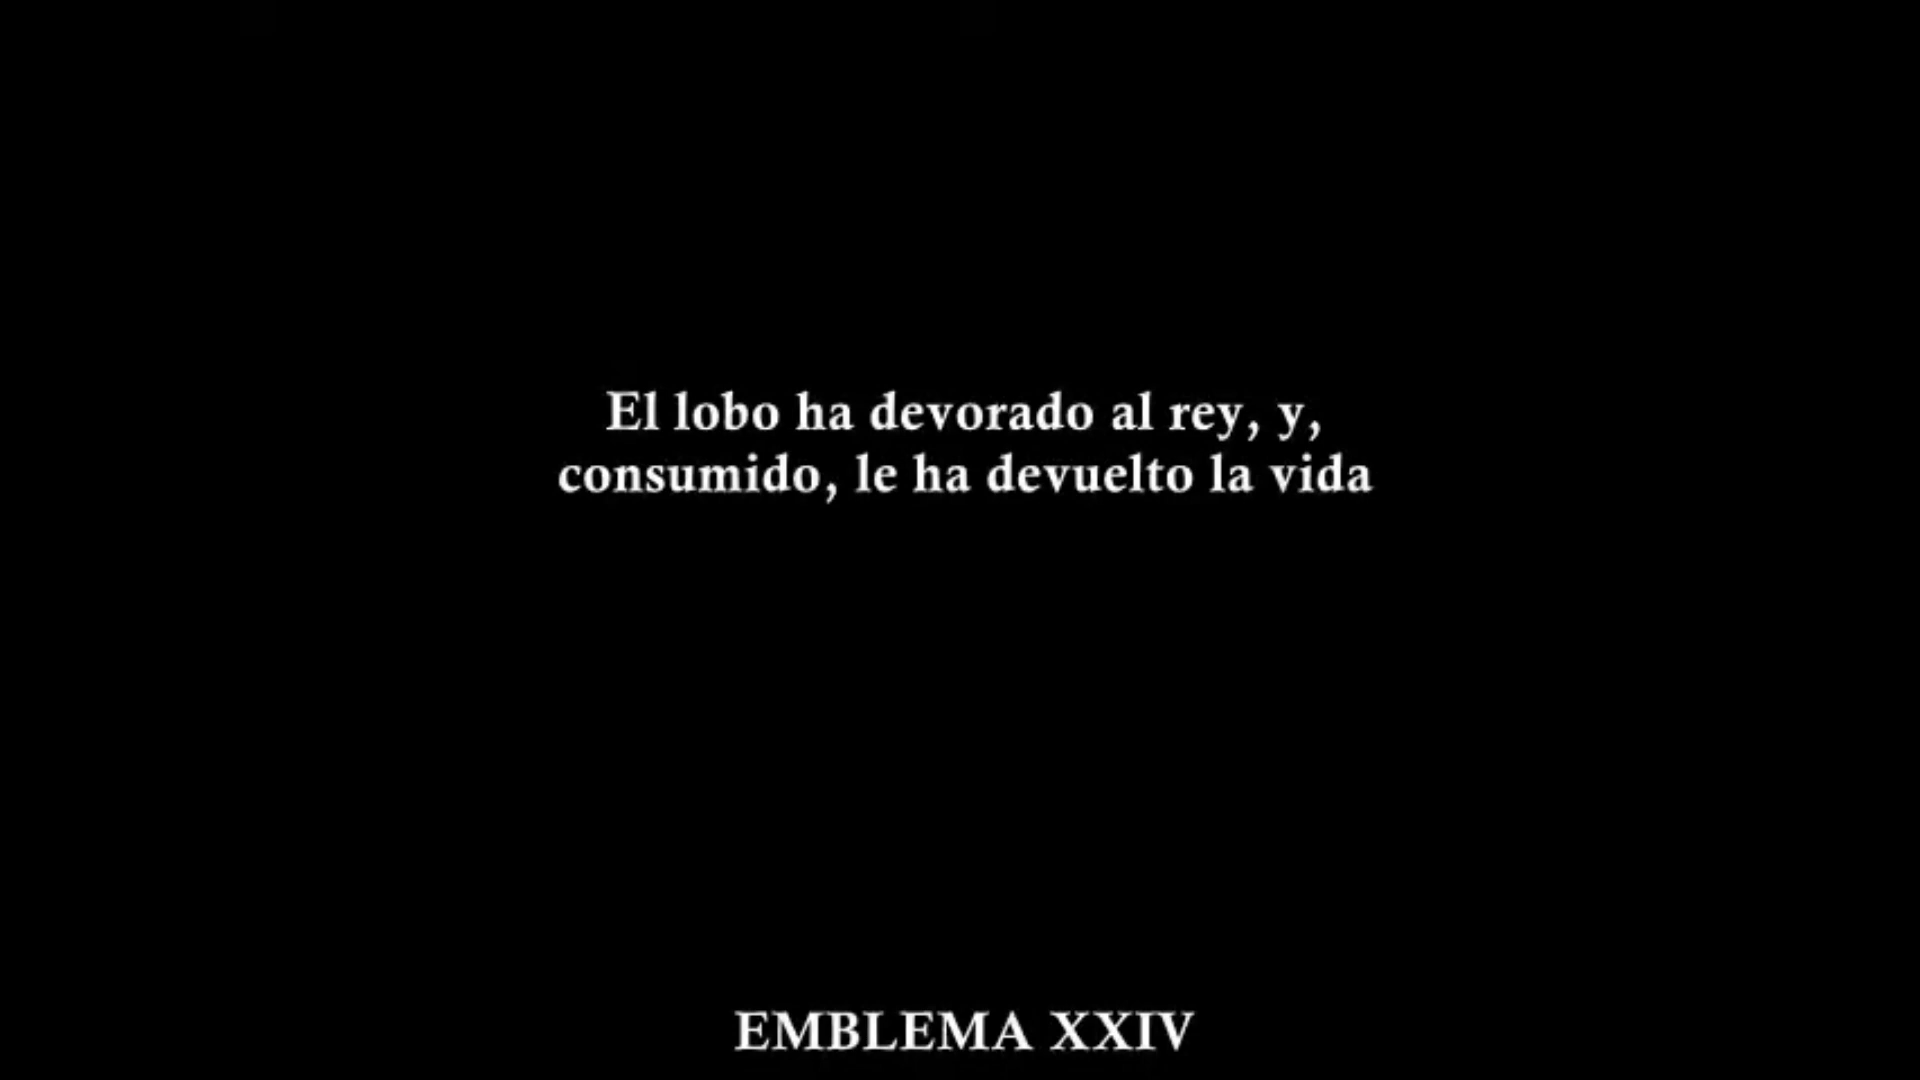 El lobo ha devorado al rey, y,
consumido, le ha devuelto la vida
EMBLEMA XXIV